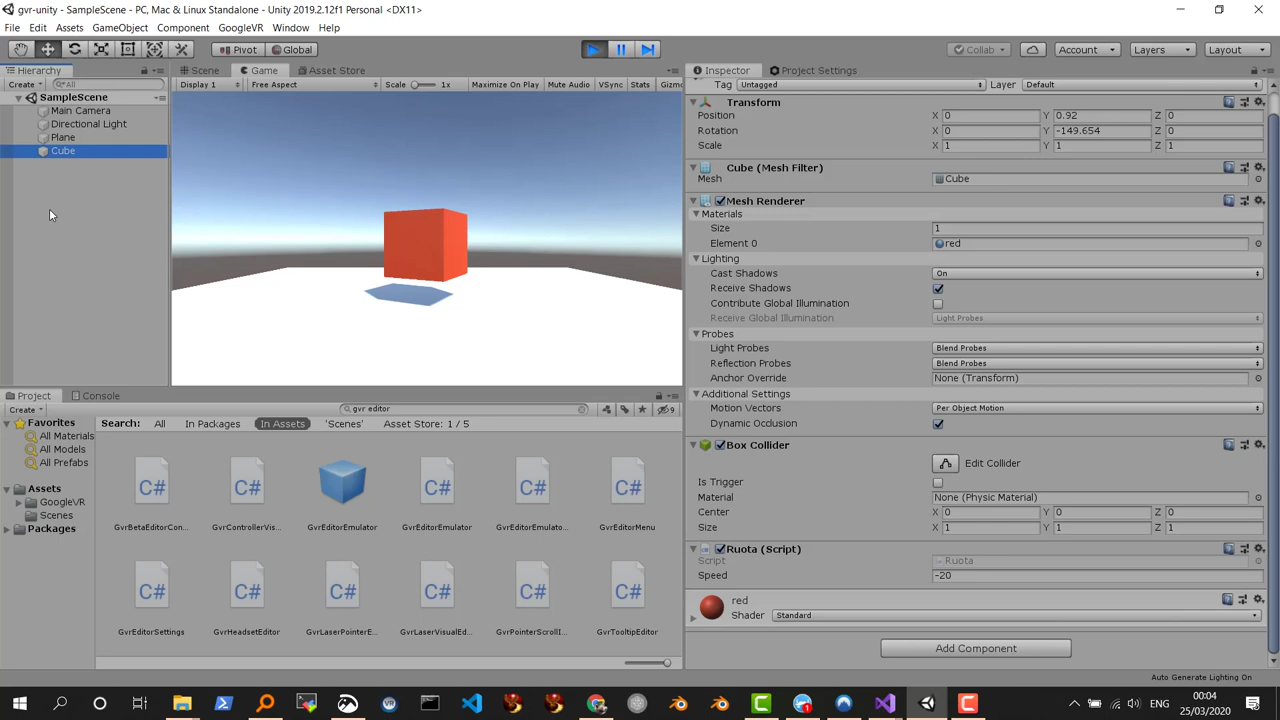 gvr-unity - SampleScene - PC, Mac & Linux Standalone - Unity 2019.2.12f1 Personal <DX11>
File Edit Assets GameObject Component GoogleVR Window Help
Pivot Global Collab Account Layers Layout
Hierarchy Scene Game Asset Store Inspector Project Settings
Create All Display 1 Free Aspect Scale 1x Maximize On Play Mute Audio VSync Stats Gizmo Tag Untagged Layer Default
SampleScene
Main Camera
Directional Light
Plane
Cube
Transform
Position X 0 Y 0.92 Z 0
Rotation X 0 Y -149.654 Z 0
Scale X 1 Y 1 Z 1
Cube (Mesh Filter)
Mesh Cube
Mesh Renderer
Materials
Size 1
Element 0 red
Lighting
Cast Shadows On
Receive Shadows
Contribute Global Illumination
Receive Global Illumination Light Probes
Probes
Light Probes Blend Probes
Reflection Probes Blend Probes
Anchor Override None (Transform)
Additional Settings
Motion Vectors Per Object Motion
Dynamic Occlusion
Box Collider
Edit Collider
Is Trigger
Material None (Physic Material)
Center X 0 Y 0 Z 0
Size X 1 Y 1 Z 1
Ruota (Script)
Script Ruota
Speed -20
red
Shader Standard
Add Component
Auto Generate Lighting On
Project Console
Create gvr editor 9
Favorites
All Materials
All Models
All Prefabs
Assets
GoogleVR
Scenes
Packages
Search: All In Packages In Assets 'Scenes' Asset Store: 1 / 5
C# C# C# C# C#
GvrBetaEditorCon... GvrControllerVis... GvrEditorEmulator GvrEditorEmulator GvrEditorEmulato... GvrEditorMenu
C# C# C# C# C# C#
GvrEditorSettings GvrHeadsetEditor GvrLaserPointerE... GvrLaserVisualEd... GvrPointerScrollI... GvrTooltipEditor
ENG
00:04
25/03/2020